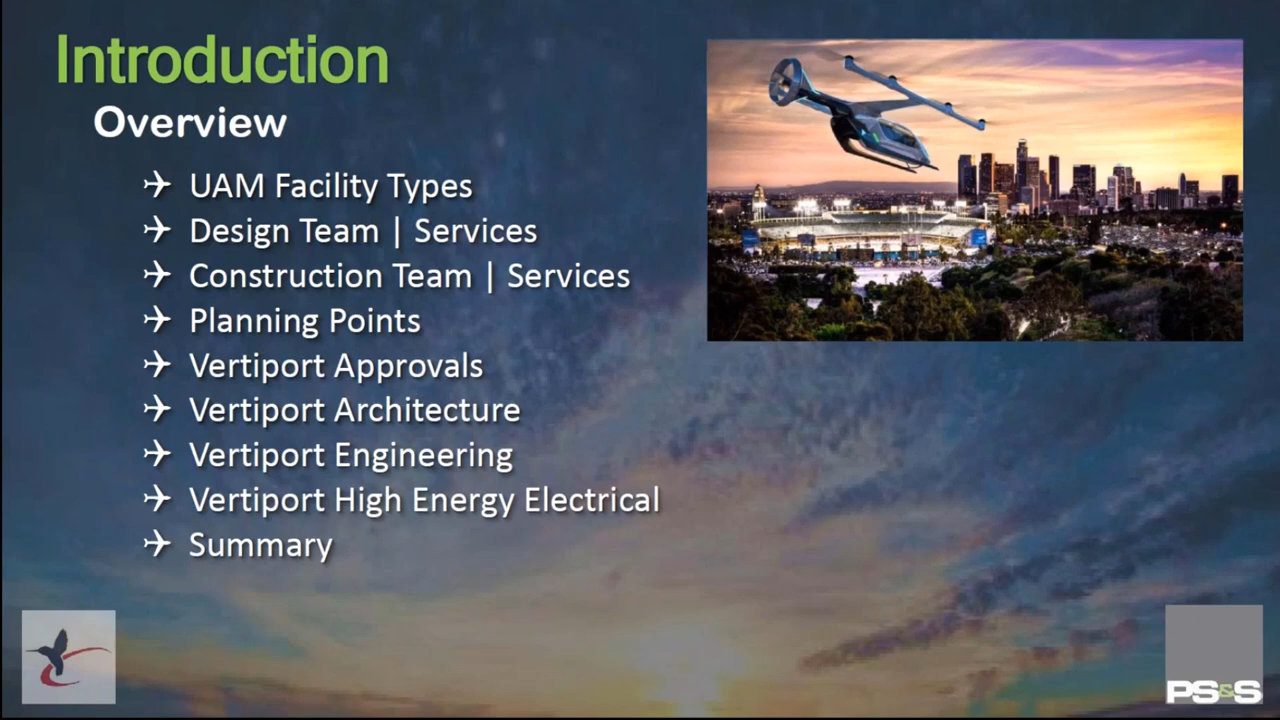 Introduction
Overview
✈ UAM Facility Types
✈ Design Team | Services
✈ Construction Team | Services
✈ Planning Points
✈ Vertiport Approvals
✈ Vertiport Architecture
✈ Vertiport Engineering
✈ Vertiport High Energy Electrical
✈ Summary
PS&S